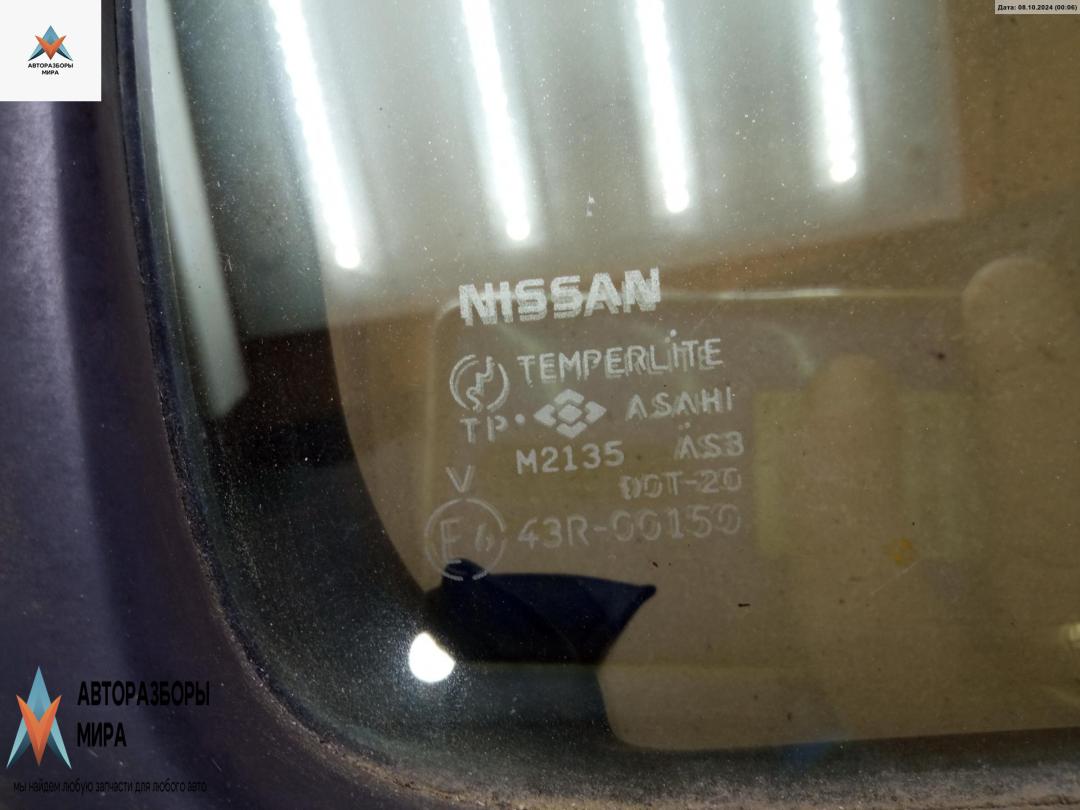 Дата: 08.10.2024 (00:06)
АВТОРАЗБОРЫ
МИРА
NISSAN
TEMPERLITE
TP• ASAHI
M2135 AS3
V DOT-20
E6 43R-00150
АВТОРАЗБОРЫ
МИРА
мы найдем любую запчасти для любого авто